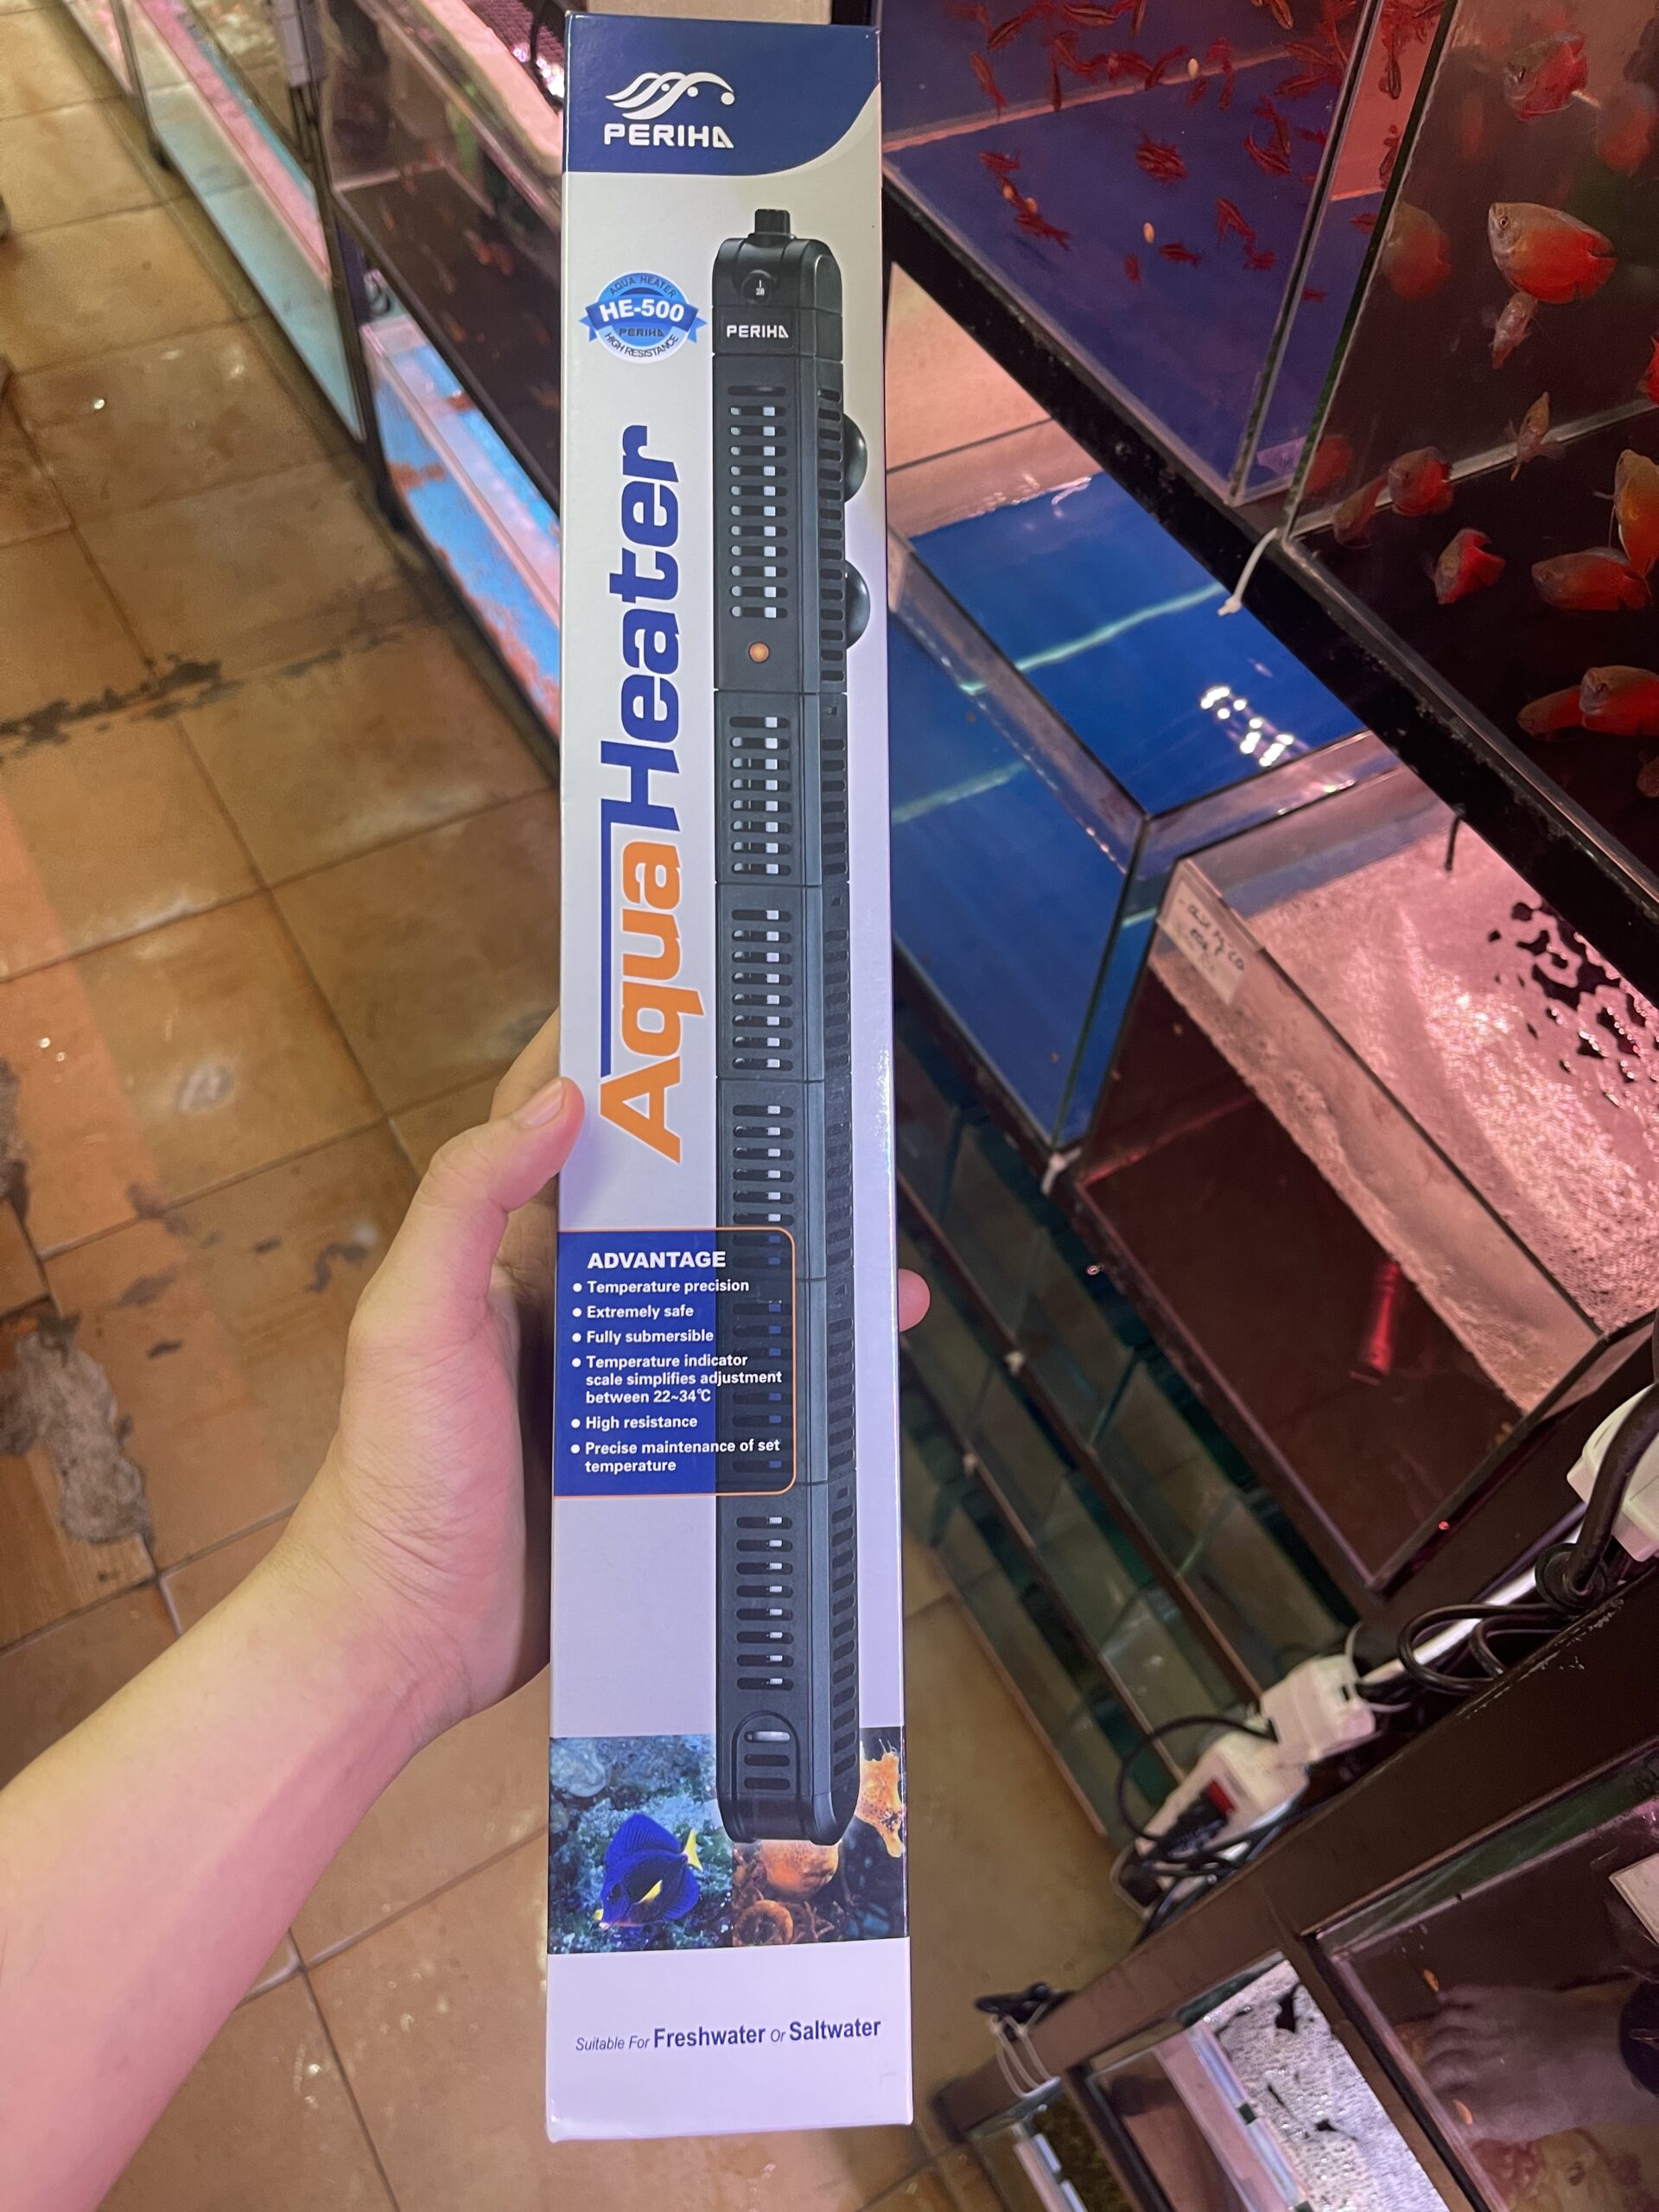 PERIHA
AQUA HEATER
HE-500
PERIHA
HIGH RESISTANCE
28
PERIHA
AquaHeater
ADVANTAGE
● Temperature precision
● Extremely safe
● Fully submersible
● Temperature indicator
scale simplifies adjustment
between 22~34℃
● High resistance
● Precise maintenance of set
temperature
Suitable For Freshwater Or Saltwater